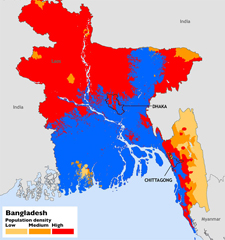 India
India
India
DHAKA
CHITTAGONG
Myanmar
Bangladesh
Population density
Low Medium High